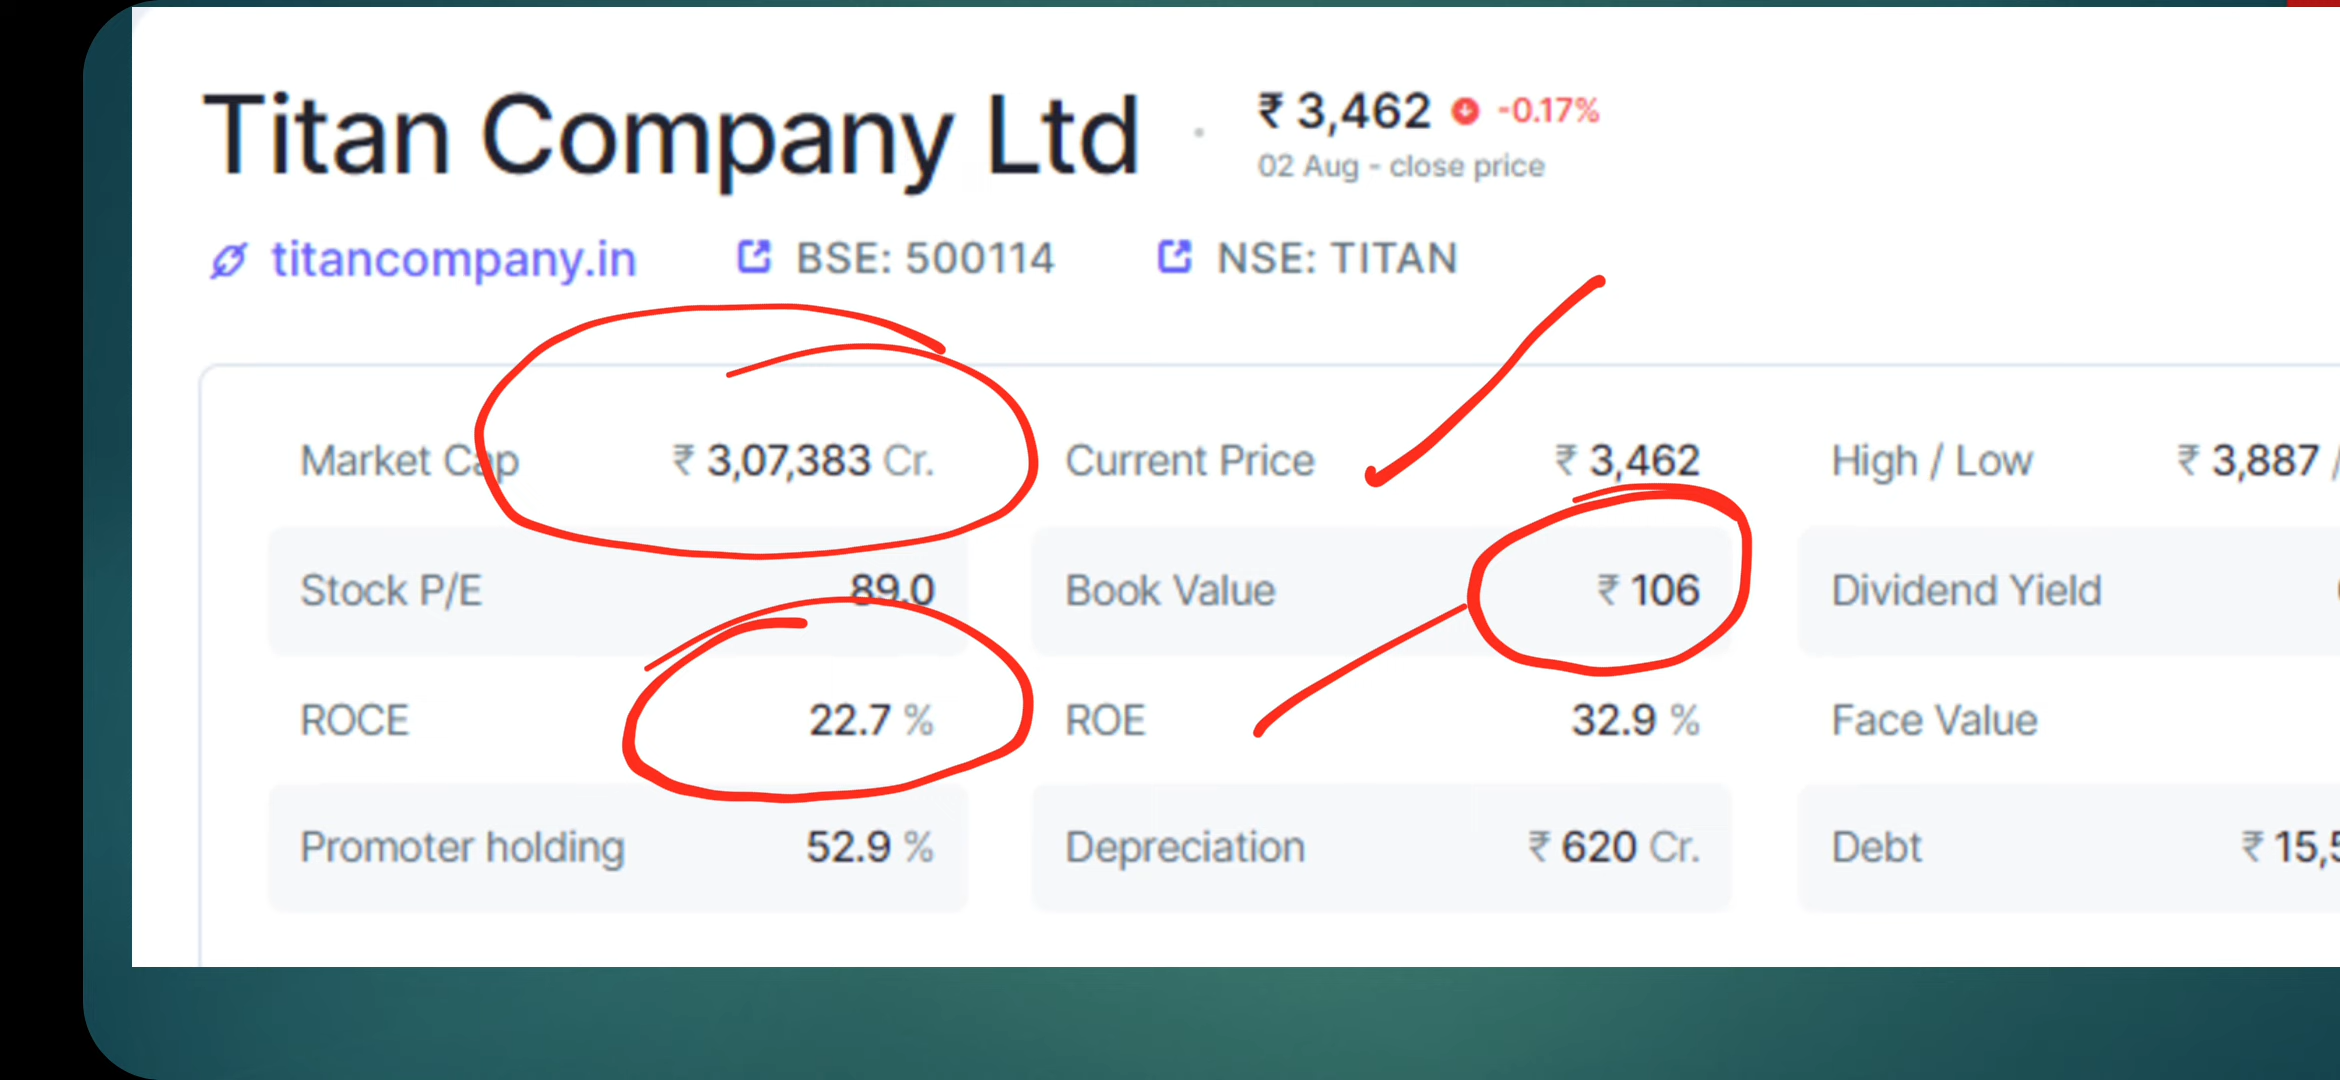 Titan Company Ltd
₹ 3,462 -0.17%
02 Aug - close price
titancompany.in BSE: 500114 NSE: TITAN
Market Cap ₹ 3,07,383 Cr. Current Price ₹ 3,462 High / Low ₹ 3,887 /
Stock P/E 89.0 Book Value ₹ 106 Dividend Yield
ROCE 22.7 % ROE 32.9 % Face Value
Promoter holding 52.9 % Depreciation ₹ 620 Cr. Debt ₹ 15,5